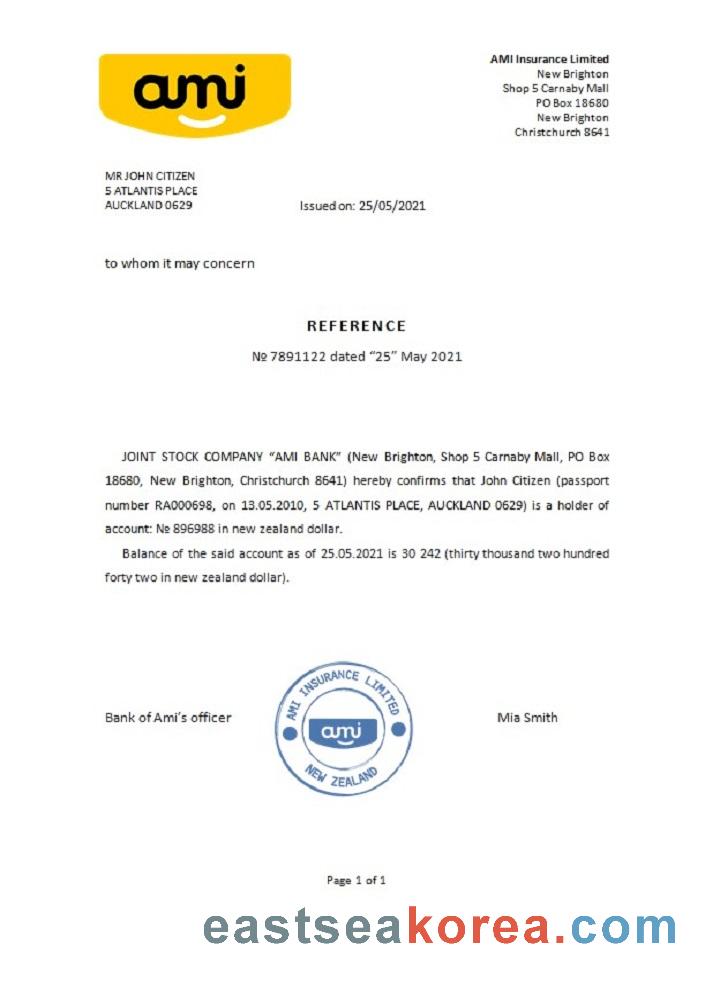 ami
AMI Insurance Limited
New Brighton
Shop 5 Carnaby Mall
PO Box 18680
New Brighton
Christchurch 8641
MR JOHN CITIZEN
5 ATLANTIS PLACE
AUCKLAND 0629
Issued on: 25/05/2021
to whom it may concern
REFERENCE
№ 7891122 dated “25” May 2021
JOINT STOCK COMPANY “AMI BANK” (New Brighton, Shop 5 Carnaby Mall, PO Box
18680, New Brighton, Christchurch 8641) hereby confirms that John Citizen (passport
number RA000698, on 13.05.2010, 5 ATLANTIS PLACE, AUCKLAND 0629) is a holder of
account: № 896988 in new zealand dollar.
Balance of the said account as of 25.05.2021 is 30 242 (thirty thousand two hundred
forty two in new zealand dollar).
Bank of Ami’s officer
AMI INSURANCE LIMITED
ami
NEW ZEALAND
Mia Smith
Page 1 of 1
eastseakorea.com